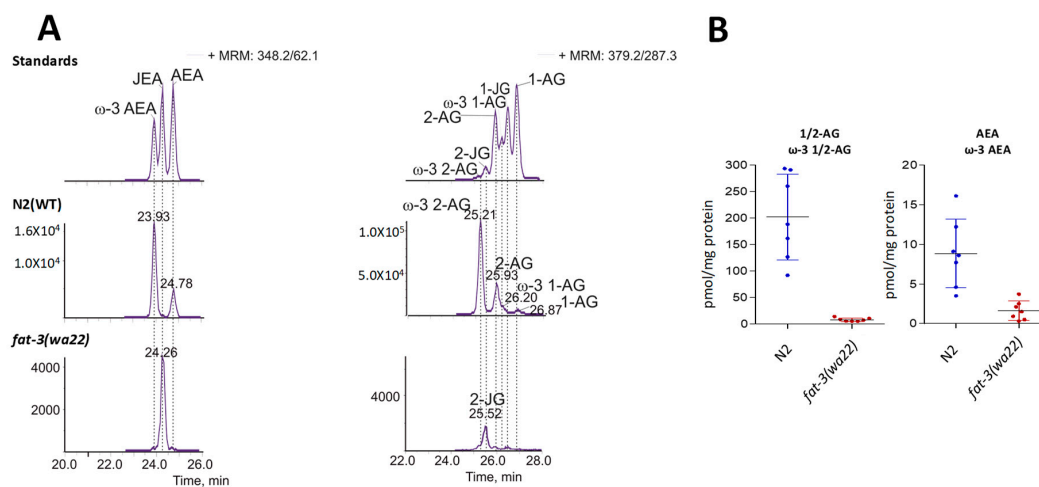 A
Standards
+ MRM: 348.2/62.1
JEA
AEA
ω-3 AEA
+ MRM: 379.2/287.3
1-JG
1-AG
ω-3 1-AG
2-AG
2-JG
ω-3 2-AG
N2(WT)
23.93
1.6X10⁴
1.0X10⁴
24.78
ω-3 2-AG
25.21
1.0X10⁵
5.0X10⁴
2-AG
25.93
ω-3 1-AG
26.20
1-AG
26.87
fat-3(wa22)
24.26
4000
2000
4000
2-JG
25.52
20.0 22.0 24.0 26.0
Time, min
22.0 24.0 26.0 28.0
Time, min
B
1/2-AG
ω-3 1/2-AG
pmol/mg protein
300
250
200
150
100
50
0
N2
fat-3(wa22)
AEA
ω-3 AEA
pmol/mg protein
20
15
10
5
0
N2
fat-3(wa22)